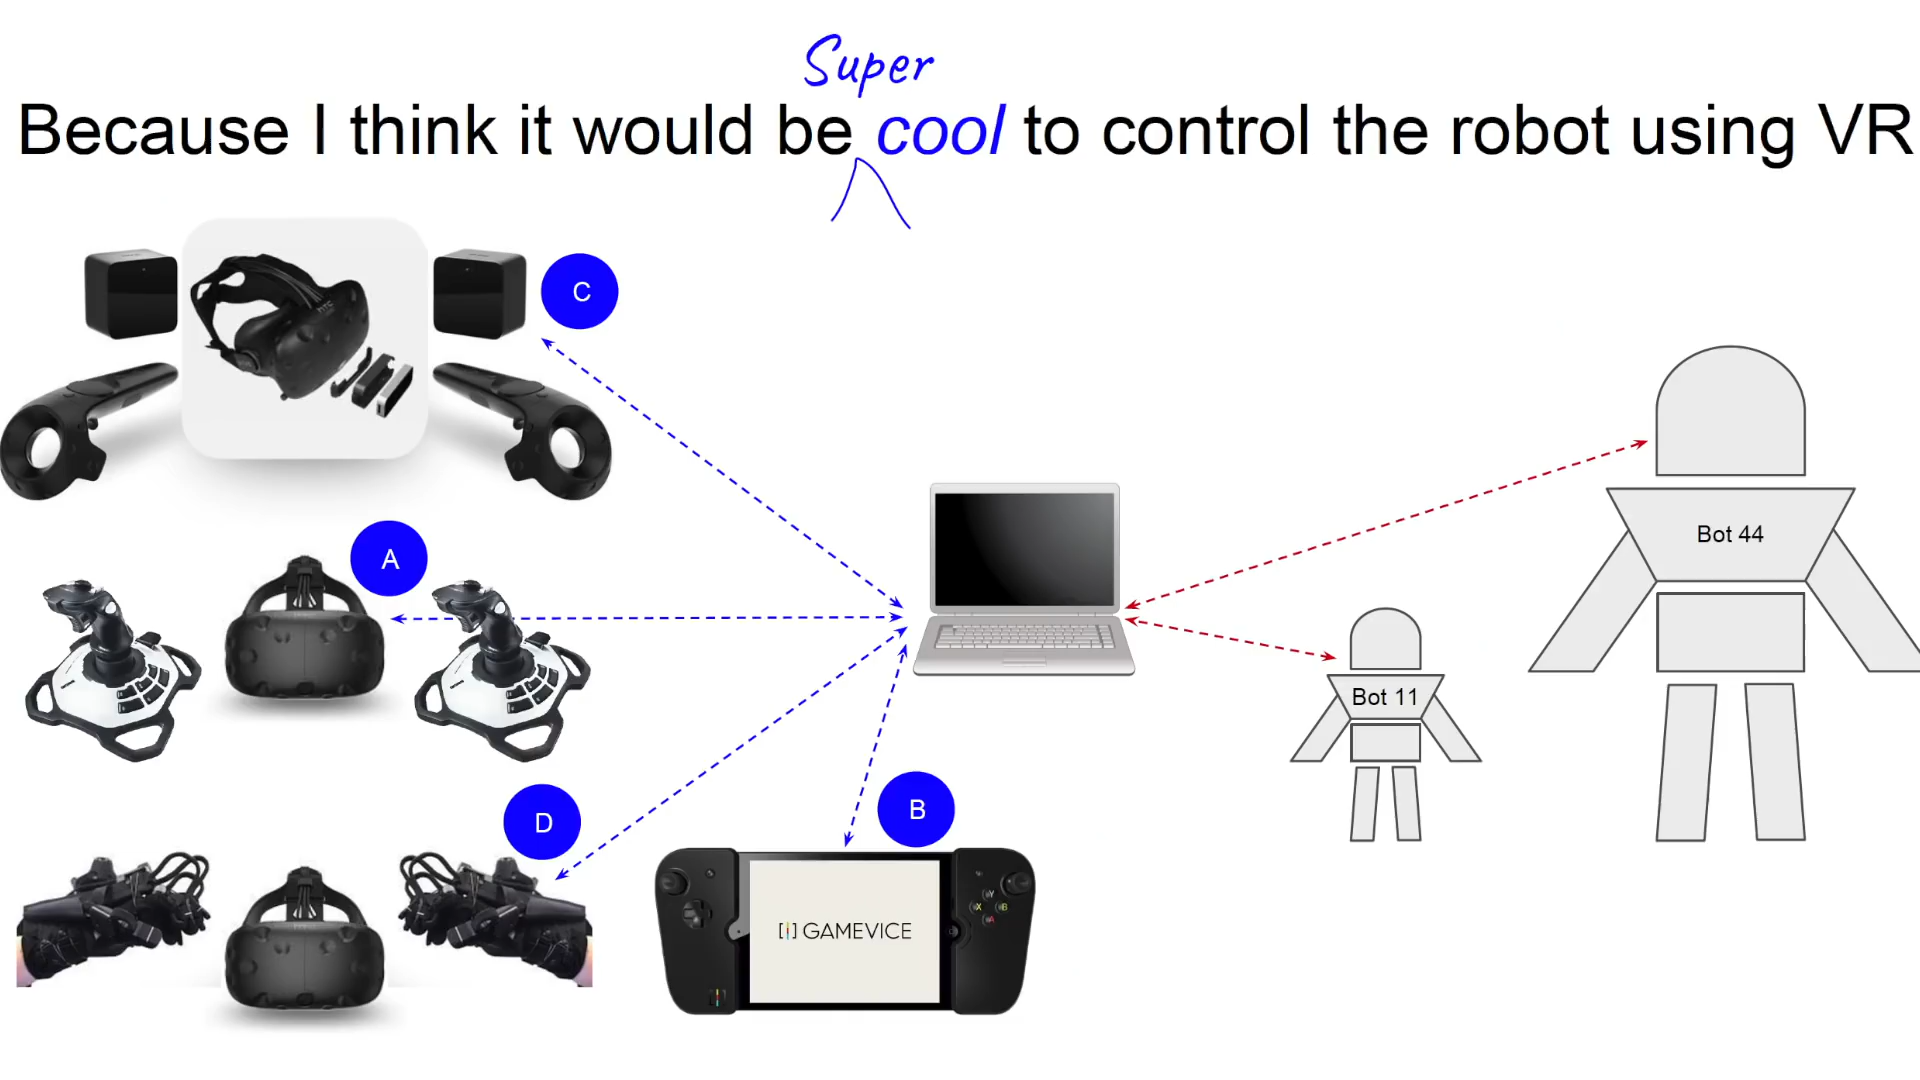 Super
Because I think it would be cool to control the robot using VR
C
A
Bot 44
Bot 11
D
B
GAMEVICE
Y
X B
A